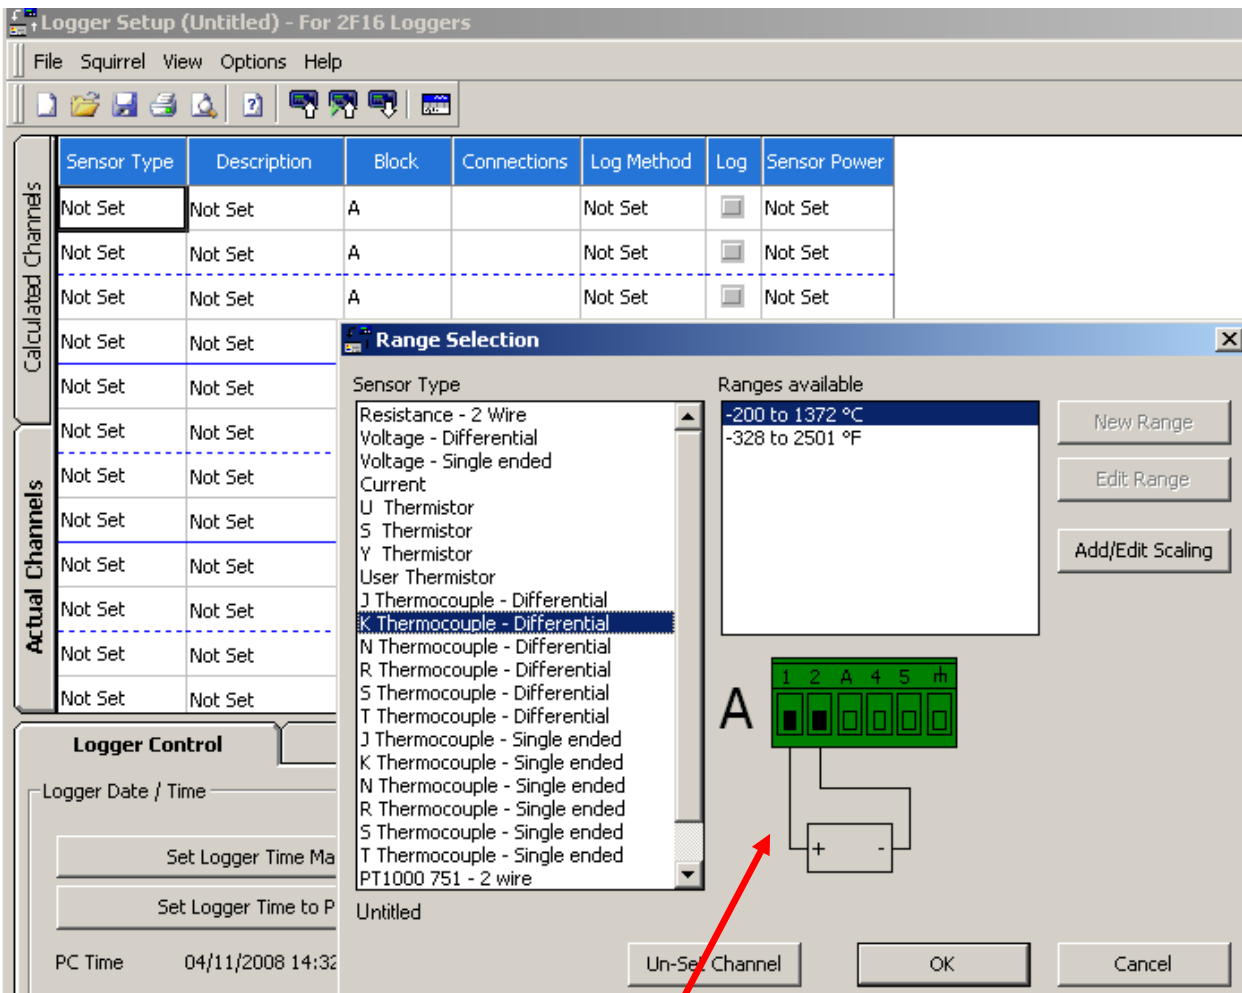 Logger Setup (Untitled) - For 2F16 Loggers
File Squirrel View Options Help
Sensor Type Description Block Connections Log Method Log Sensor Power
Calculated Channels
Actual Channels
Not Set Not Set A Not Set Not Set
Not Set Not Set A Not Set Not Set
Not Set Not Set A Not Set Not Set
Not Set Not Set
Not Set Not Set
Not Set Not Set
Not Set Not Set
Not Set Not Set
Not Set Not Set
Not Set Not Set
Not Set Not Set
Not Set Not Set
Logger Control
Logger Date / Time
Set Logger Time Ma
Set Logger Time to P
PC Time 04/11/2008 14:32
Range Selection
Sensor Type
Resistance - 2 Wire
Voltage - Differential
Voltage - Single ended
Current
U Thermistor
S Thermistor
Y Thermistor
User Thermistor
J Thermocouple - Differential
K Thermocouple - Differential
N Thermocouple - Differential
R Thermocouple - Differential
S Thermocouple - Differential
T Thermocouple - Differential
J Thermocouple - Single ended
K Thermocouple - Single ended
N Thermocouple - Single ended
R Thermocouple - Single ended
S Thermocouple - Single ended
T Thermocouple - Single ended
PT1000 751 - 2 wire
Untitled
Ranges available
-200 to 1372 °C
-328 to 2501 °F
New Range
Edit Range
Add/Edit Scaling
1 2 A 4 5
A
+ -
Un-Set Channel OK Cancel